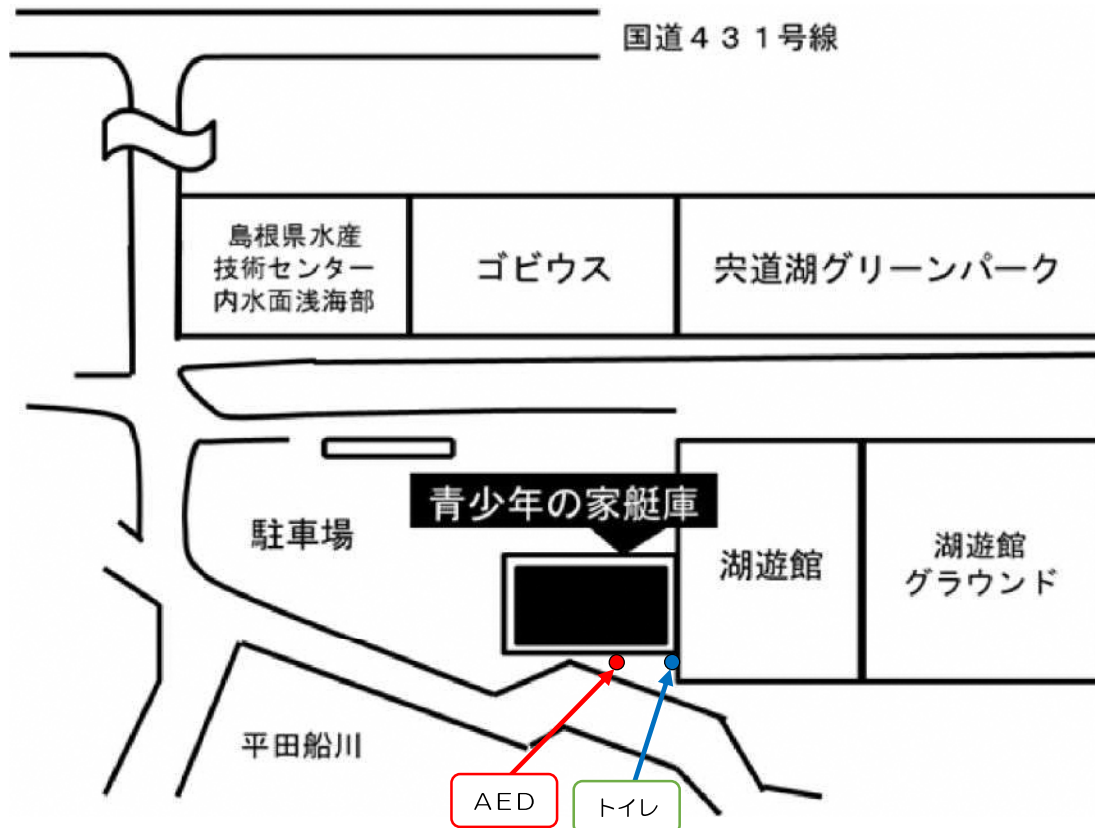 国道４３１号線
島根県水産
技術センター
内水面浅海部
ゴビウス
宍道湖グリーンパーク
青少年の家艇庫
駐車場
湖遊館
湖遊館
グラウンド
平田船川
ＡＥＤ
トイレ